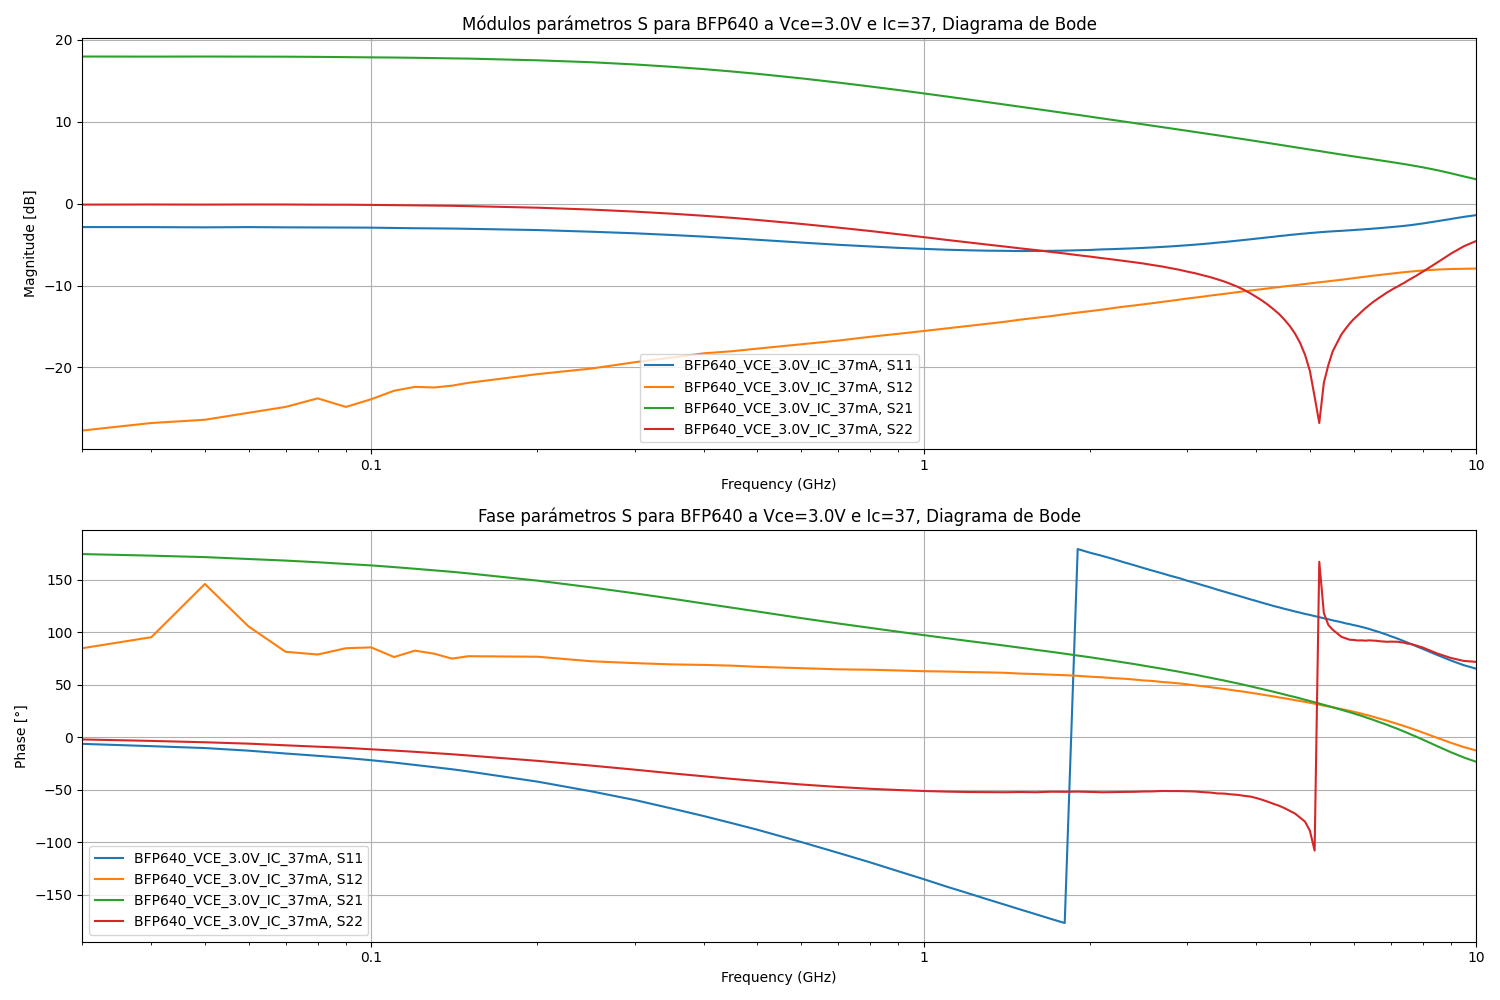 Módulos parámetros S para BFP640 a Vce=3.0V e Ic=37, Diagrama de Bode
20
10
0
−10
−20
Magnitude [dB]
BFP640_VCE_3.0V_IC_37mA, S11
BFP640_VCE_3.0V_IC_37mA, S12
BFP640_VCE_3.0V_IC_37mA, S21
BFP640_VCE_3.0V_IC_37mA, S22
0.1
1
10
Frequency (GHz)
Fase parámetros S para BFP640 a Vce=3.0V e Ic=37, Diagrama de Bode
150
100
50
0
−50
−100
−150
Phase [°]
BFP640_VCE_3.0V_IC_37mA, S11
BFP640_VCE_3.0V_IC_37mA, S12
BFP640_VCE_3.0V_IC_37mA, S21
BFP640_VCE_3.0V_IC_37mA, S22
0.1
1
10
Frequency (GHz)